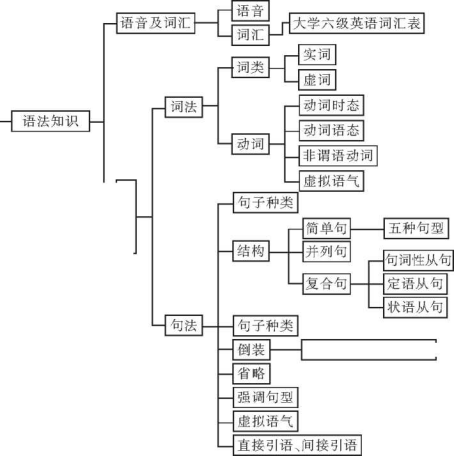 语音
语音及词汇
词汇
大学六级英语词汇表
实词
词类
虚词
词法
动词时态
语法知识
动词语态
动词
非谓语动词
虚拟语气
句子种类
简单句
五种句型
结构
并列句
句词性从句
复合句
定语从句
状语从句
句法
句子种类
倒装
省略
强调句型
虚拟语气
直接引语、间接引语